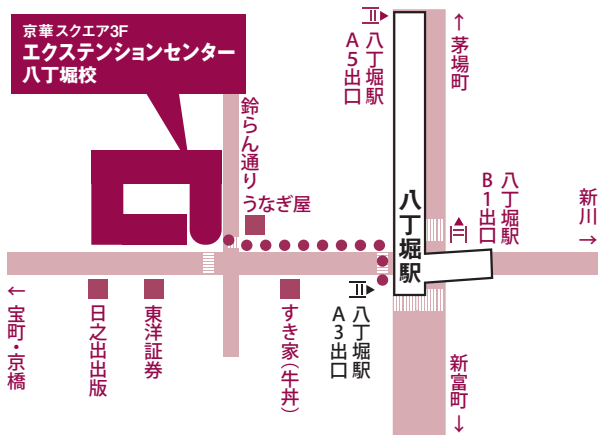 京華スクエア3F
エクステンションセンター
八丁堀校
八丁堀駅
A5出口
↑茅場町
鈴らん通り
うなぎ屋
八丁堀駅
八丁堀駅
B1出口
新川→
←宝町・京橋
日之出出版
東洋証券
すき家(牛丼)
八丁堀駅
A3出口
新富町→